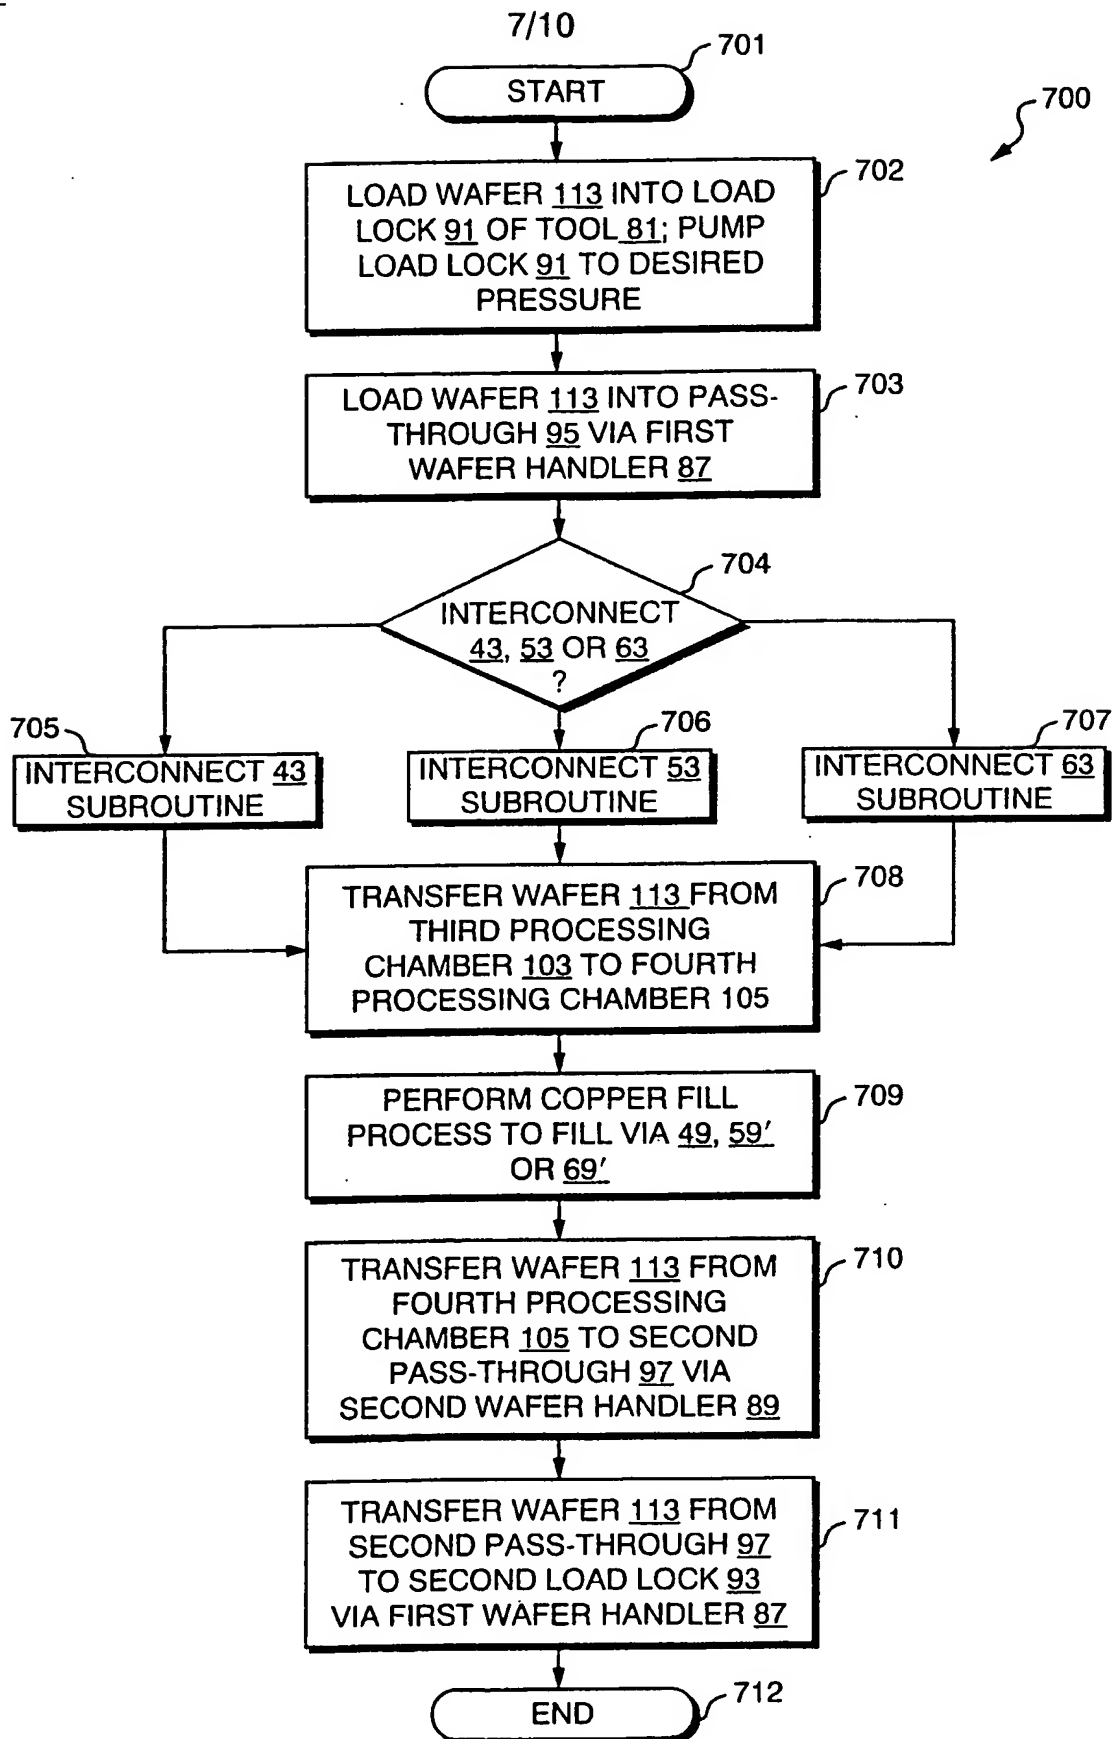 7/10
701
START
700
702
LOAD WAFER 113 INTO LOAD
LOCK 91 OF TOOL 81; PUMP
LOAD LOCK 91 TO DESIRED
PRESSURE
703
LOAD WAFER 113 INTO PASS-
THROUGH 95 VIA FIRST
WAFER HANDLER 87
704
INTERCONNECT
43, 53 OR 63
?
705
INTERCONNECT 43
SUBROUTINE
706
INTERCONNECT 53
SUBROUTINE
707
INTERCONNECT 63
SUBROUTINE
708
TRANSFER WAFER 113 FROM
THIRD PROCESSING
CHAMBER 103 TO FOURTH
PROCESSING CHAMBER 105
709
PERFORM COPPER FILL
PROCESS TO FILL VIA 49, 59'
OR 69'
710
TRANSFER WAFER 113 FROM
FOURTH PROCESSING
CHAMBER 105 TO SECOND
PASS-THROUGH 97 VIA
SECOND WAFER HANDLER 89
711
TRANSFER WAFER 113 FROM
SECOND PASS-THROUGH 97
TO SECOND LOAD LOCK 93
VIA FIRST WAFER HANDLER 87
712
END